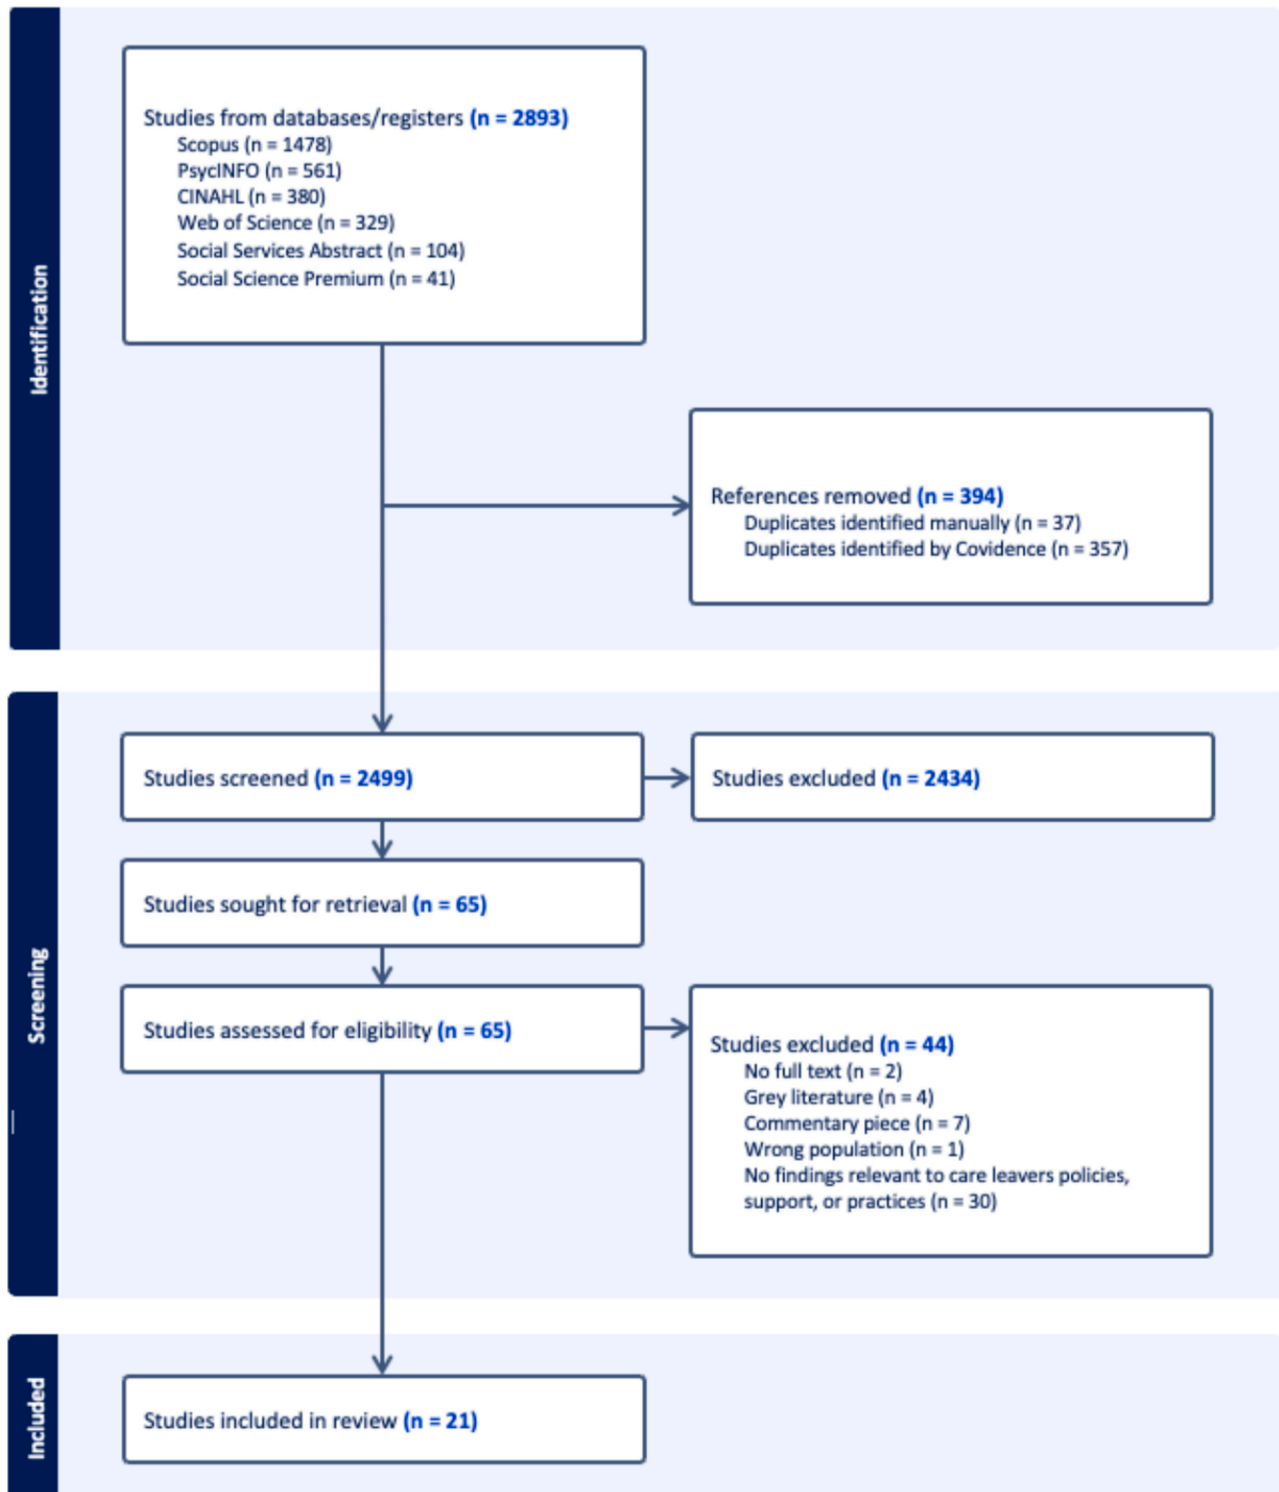 Identification
Studies from databases/registers (n = 2893)
Scopus (n = 1478)
PsycINFO (n = 561)
CINAHL (n = 380)
Web of Science (n = 329)
Social Services Abstract (n = 104)
Social Science Premium (n = 41)
References removed (n = 394)
Duplicates identified manually (n = 37)
Duplicates identified by Covidence (n = 357)
Screening
Studies screened (n = 2499)
Studies excluded (n = 2434)
Studies sought for retrieval (n = 65)
Studies assessed for eligibility (n = 65)
Studies excluded (n = 44)
No full text (n = 2)
Grey literature (n = 4)
Commentary piece (n = 7)
Wrong population (n = 1)
No findings relevant to care leavers policies,
support, or practices (n = 30)
Included
Studies included in review (n = 21)